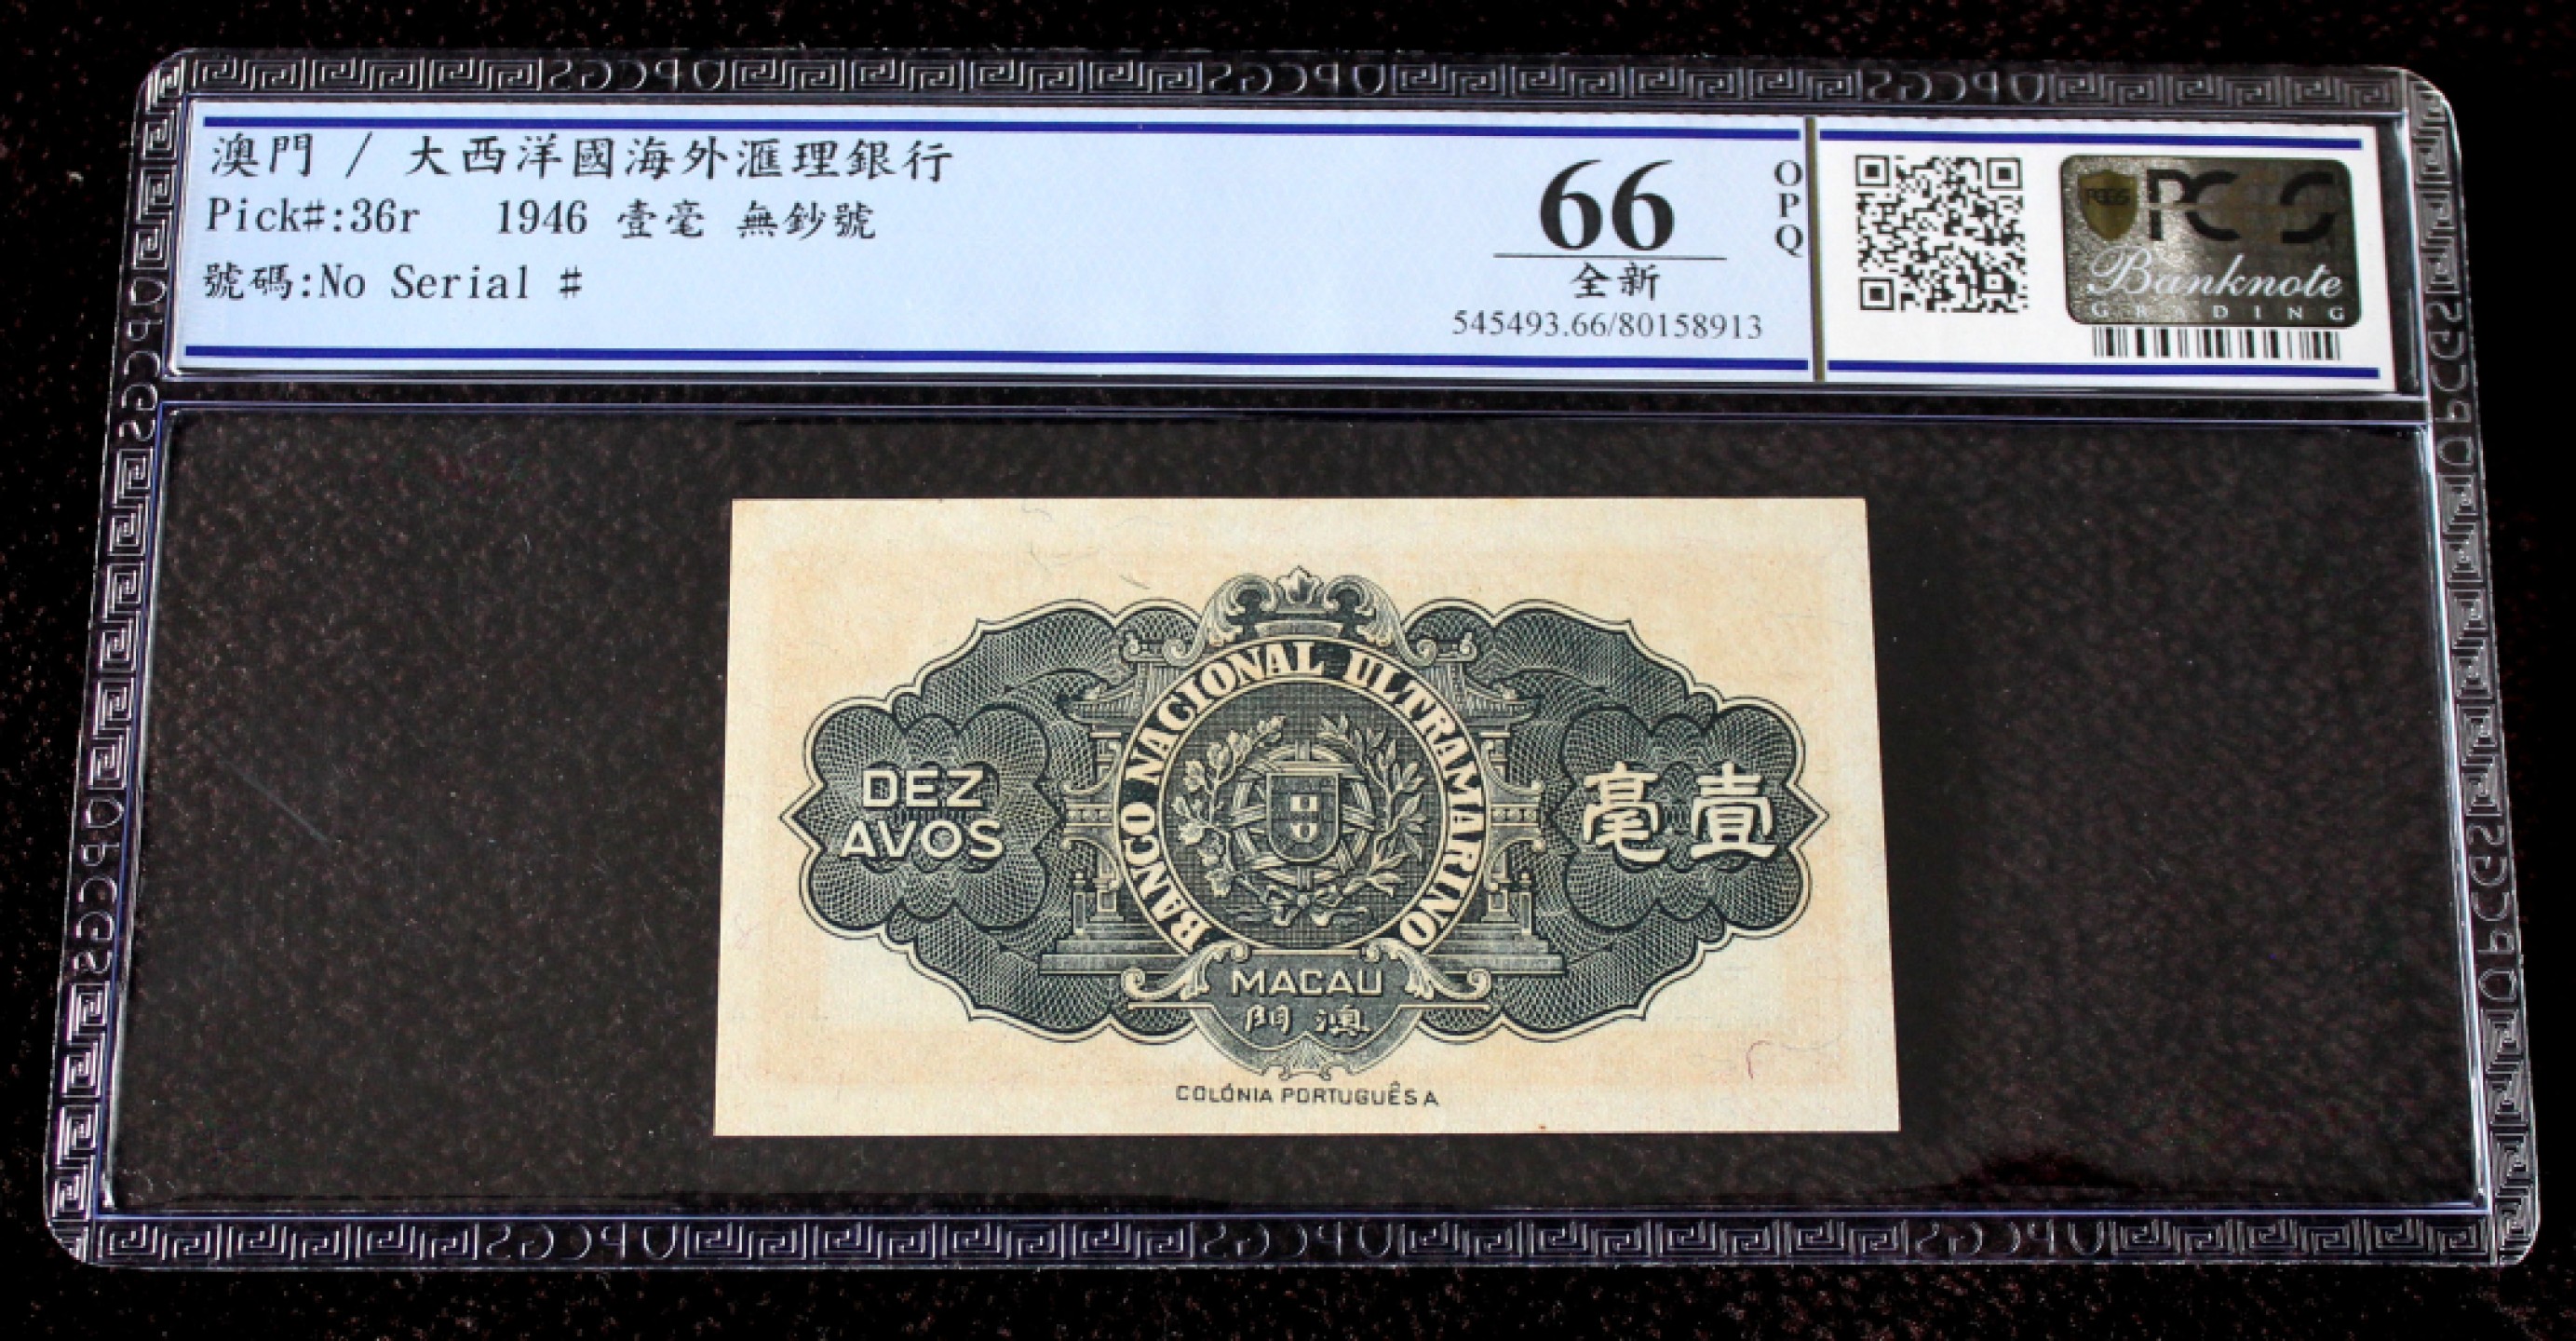 澳門 / 大西洋國海外滙理銀行
Pick#:36r 1946 壹毫 無鈔號
號碼:No Serial #
66
OPQ
全新
545493.66/80158913
PCGS
PCGS
Banknote
GRADING
BANCO NACIONAL ULTRAMARINO
DEZ
AVOS
毫壹
MACAU
門澳
COLÓNIA PORTUGUÊSA